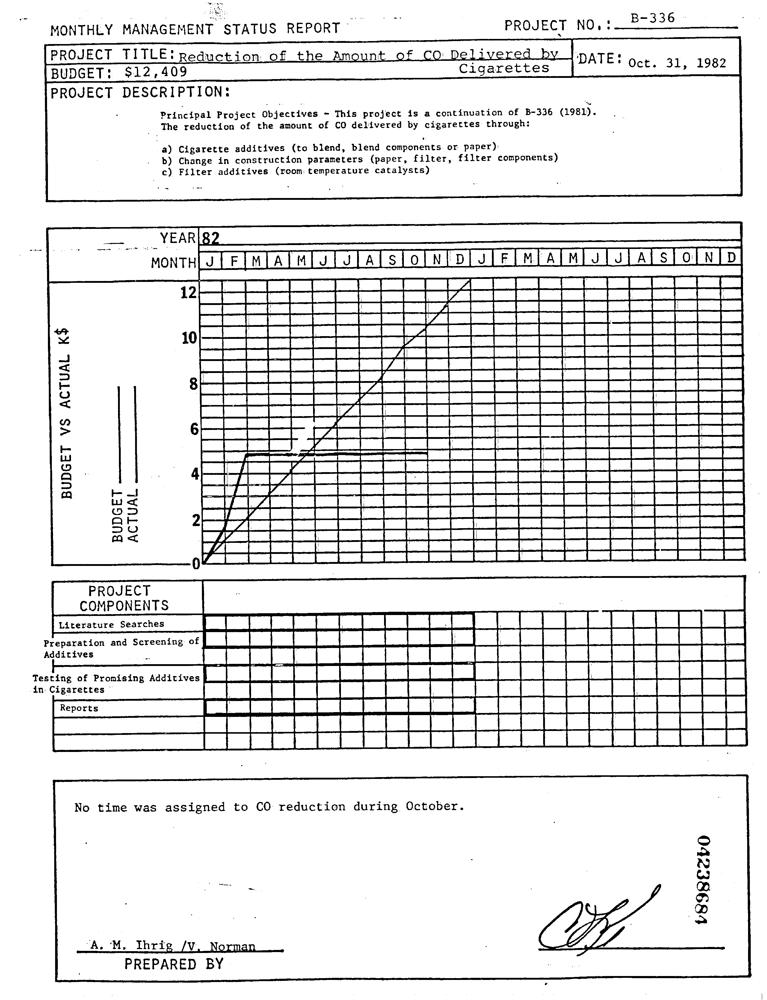 MONTHLY MANAGEMENT STATUS REPORT PROJECT NO.: B-336
PROJECT TITLE: Reduction of the Amount of CO Delivered by Cigarettes
DATE: Oct. 31, 1982
BUDGET: $12,409
PROJECT DESCRIPTION:
Principal Project Objectives - This project is a continuation of B-336 (1981).
The reduction of the amount of CO delivered by cigarettes through:
a) Cigarette additives (to blend, blend components or paper)
b) Change in construction parameters (paper, filter, filter components)
c) Filter additives (room temperature catalysts)
YEAR 82
MONTH J F M A M J J A S O N D J F M A M J J A S O N D
12
10
8
6
4
2
0
BUDGET VS ACTUAL K$
BUDGET
ACTUAL
PROJECT
COMPONENTS
Literature Searches
Preparation and Screening of
Additives
Testing of Promising Additives
in Cigarettes
Reports
No time was assigned to CO reduction during October.
04238684
A. M. Ihrig /V. Norman
PREPARED BY